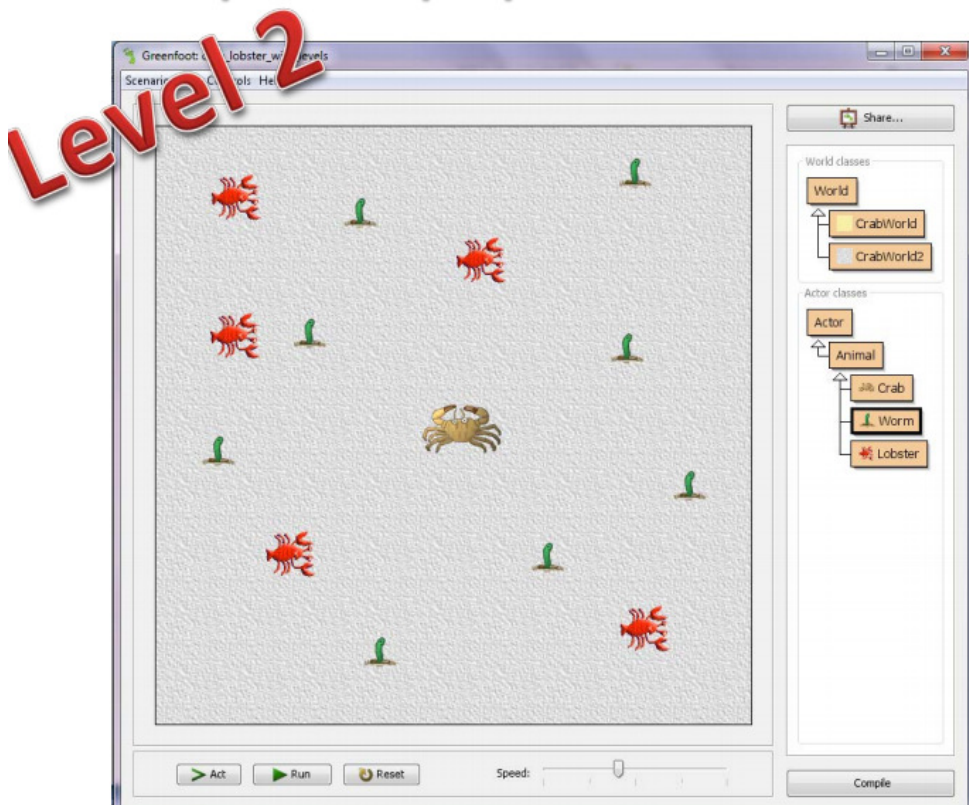 Level 2
Greenfoot:
Share...
World classes
World
CrabWorld
CrabWorld2
Actor classes
Actor
Animal
Crab
Worm
Lobster
Act
Run
Reset
Speed:
Compile